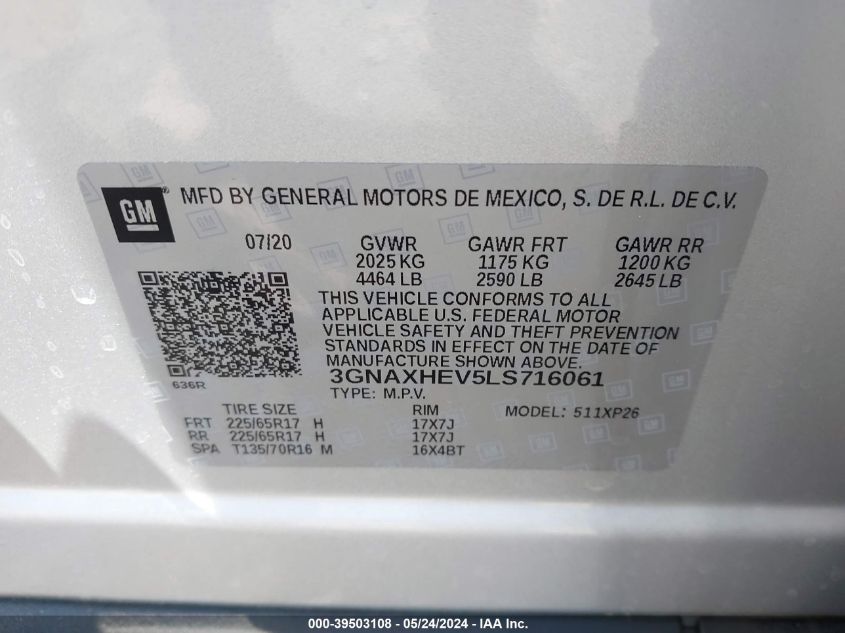 GM ® MFD BY GENERAL MOTORS DE MEXICO, S. DE R.L. DE C.V.
07/20 GVWR GAWR FRT GAWR RR
2025 KG 1175 KG 1200 KG
4464 LB 2590 LB 2645 LB
THIS VEHICLE CONFORMS TO ALL
APPLICABLE U.S. FEDERAL MOTOR
VEHICLE SAFETY AND THEFT PREVENTION
STANDARDS IN EFFECT ON THE DATE OF
MANUFACTURE SHOWN ABOVE.
636R 3GNAXHEV5LS716061
TYPE: M.P.V.
TIRE SIZE RIM MODEL: 511XP26
FRT 225/65R17 H 17X7J
RR 225/65R17 H 17X7J
SPA T135/70R16 M 16X4BT
000-39503108 - 05/24/2024 - IAA Inc.